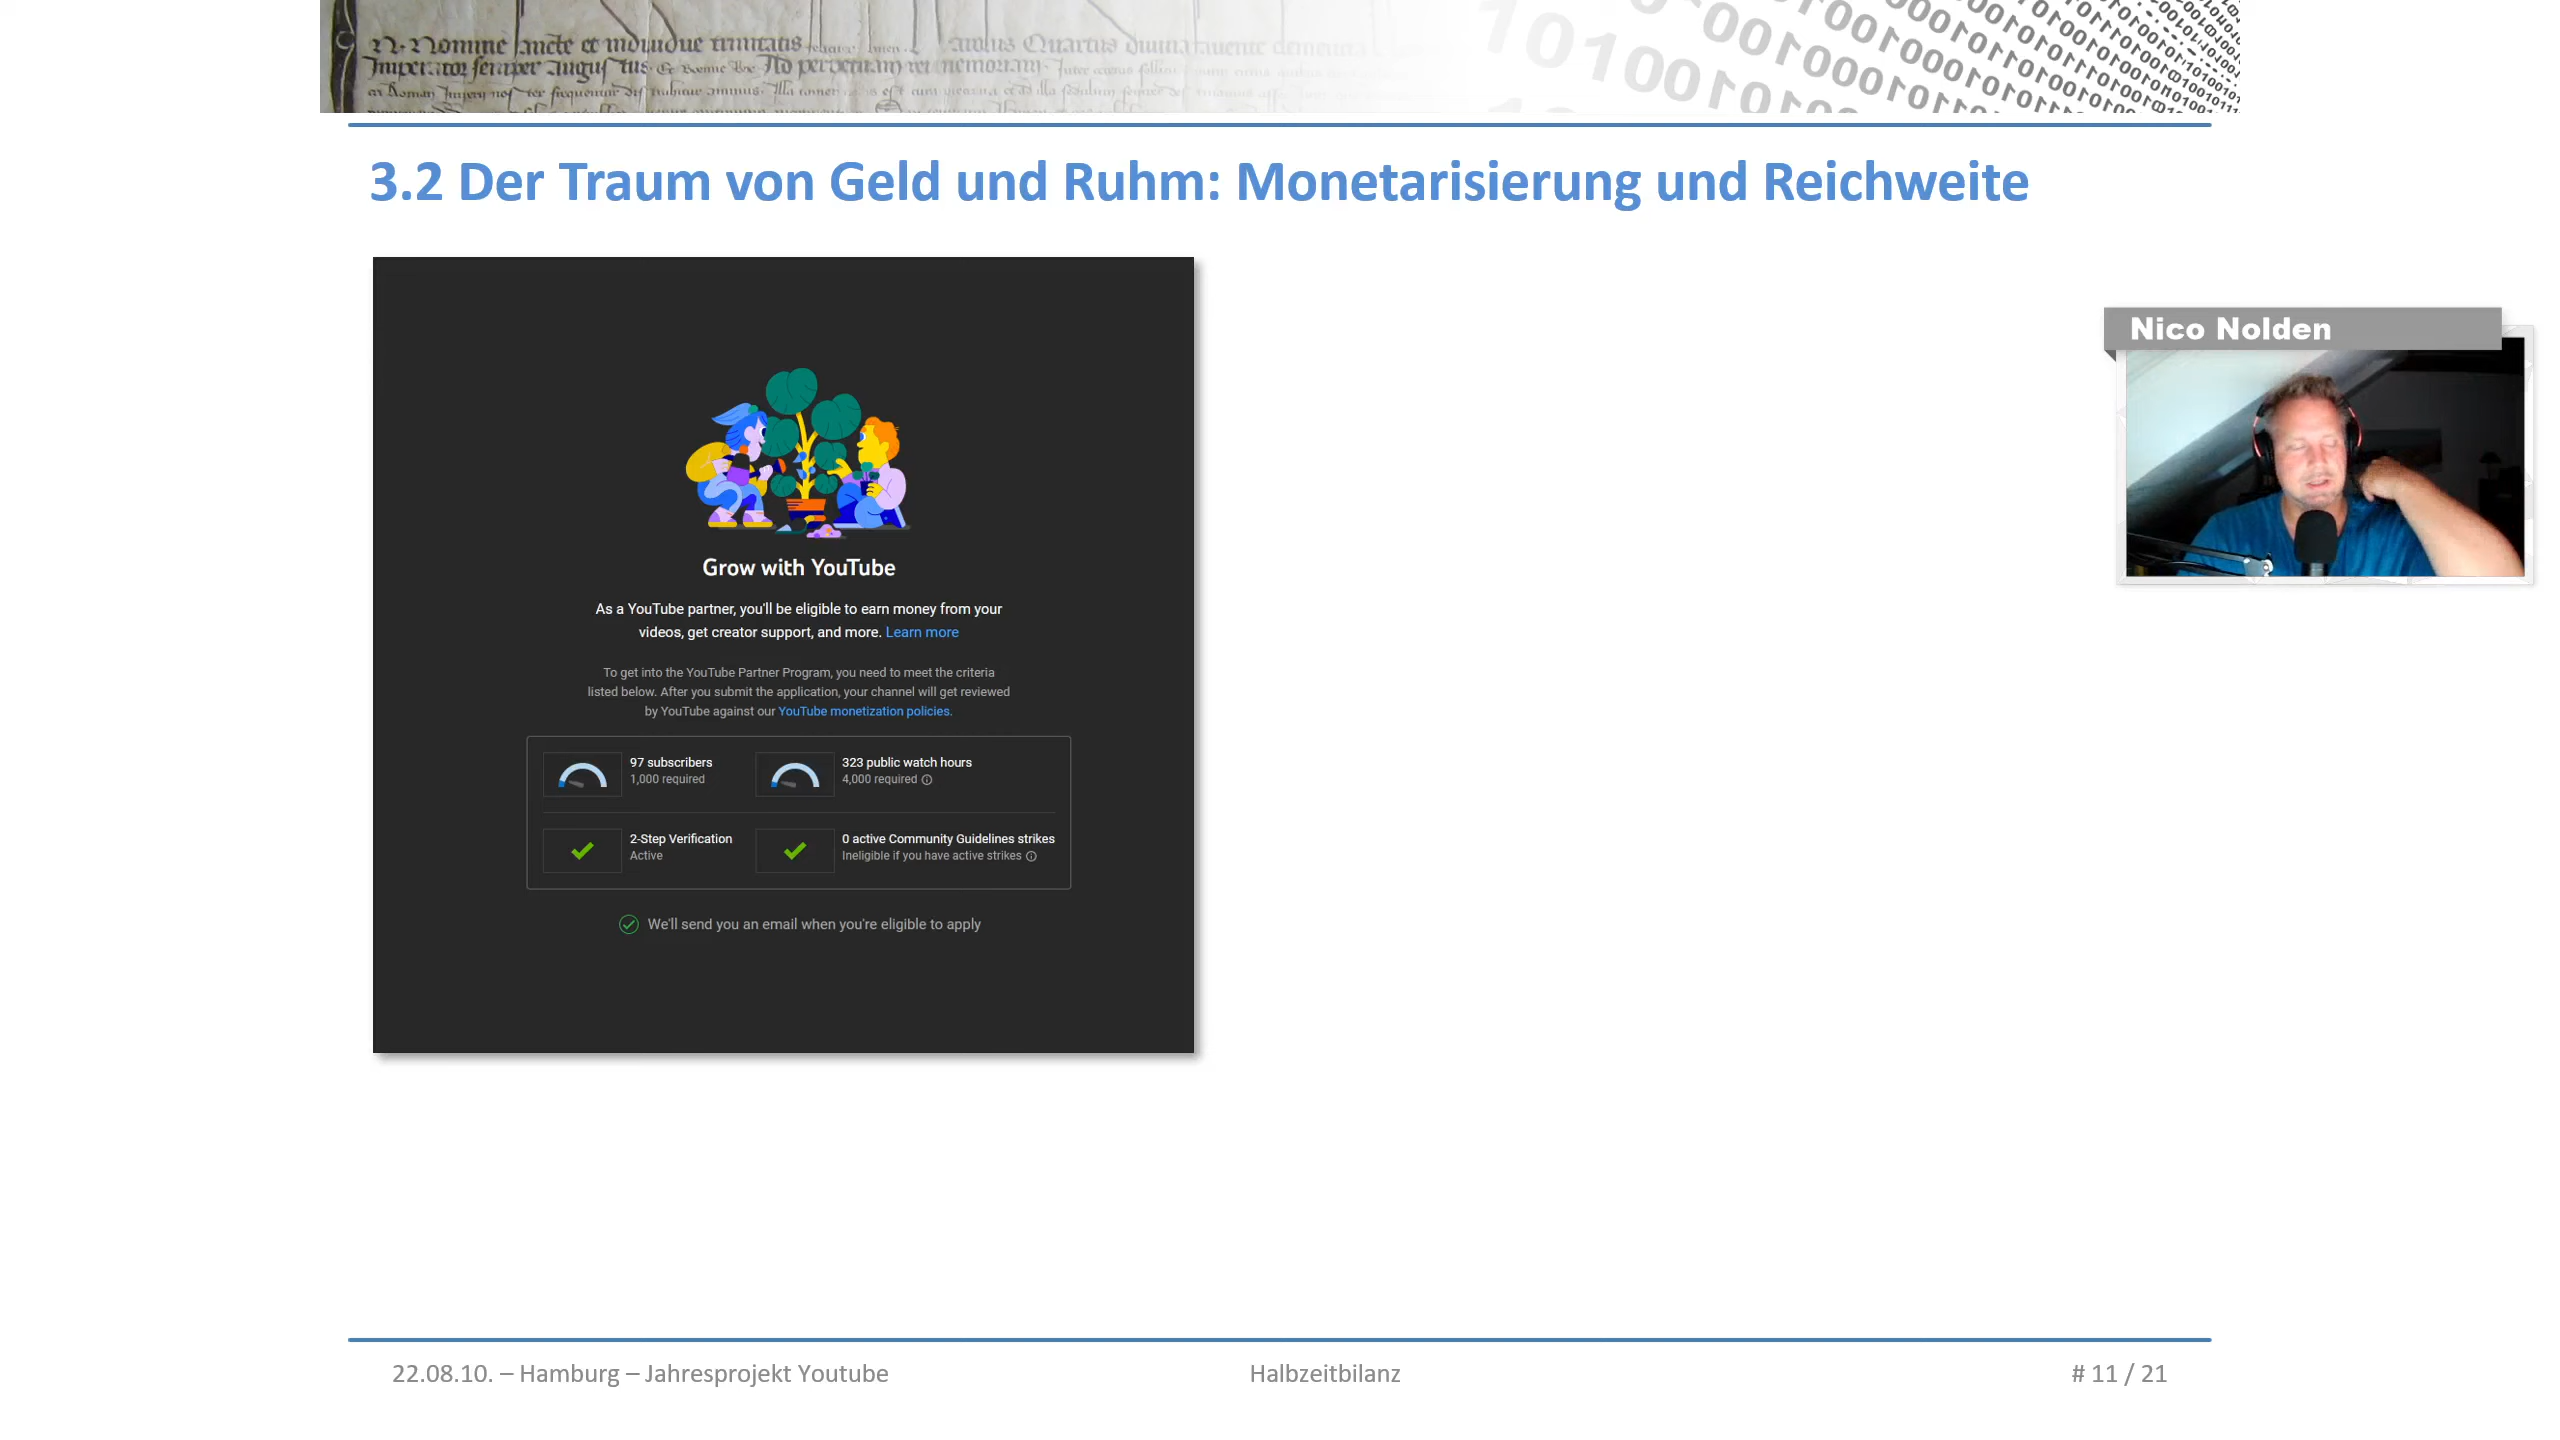 3.2 Der Traum von Geld und Ruhm: Monetarisierung und Reichweite
Nico Nolden
Grow with YouTube
As a YouTube partner, you'll be eligible to earn money from your
videos, get creator support, and more. Learn more
To get into the YouTube Partner Program, you need to meet the criteria
listed below. After you submit the application, your channel will get reviewed
by YouTube against our YouTube monetization policies.
97 subscribers
1,000 required
323 public watch hours
4,000 required
2-Step Verification
Active
0 active Community Guidelines strikes
Ineligible if you have active strikes
We'll send you an email when you're eligible to apply
22.08.10. – Hamburg – Jahresprojekt Youtube
Halbzeitbilanz
# 11 / 21